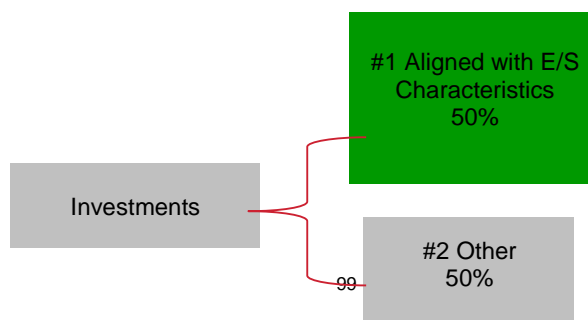 #1 Aligned with E/S
Characteristics
50%
Investments
#2 Other
50%
99